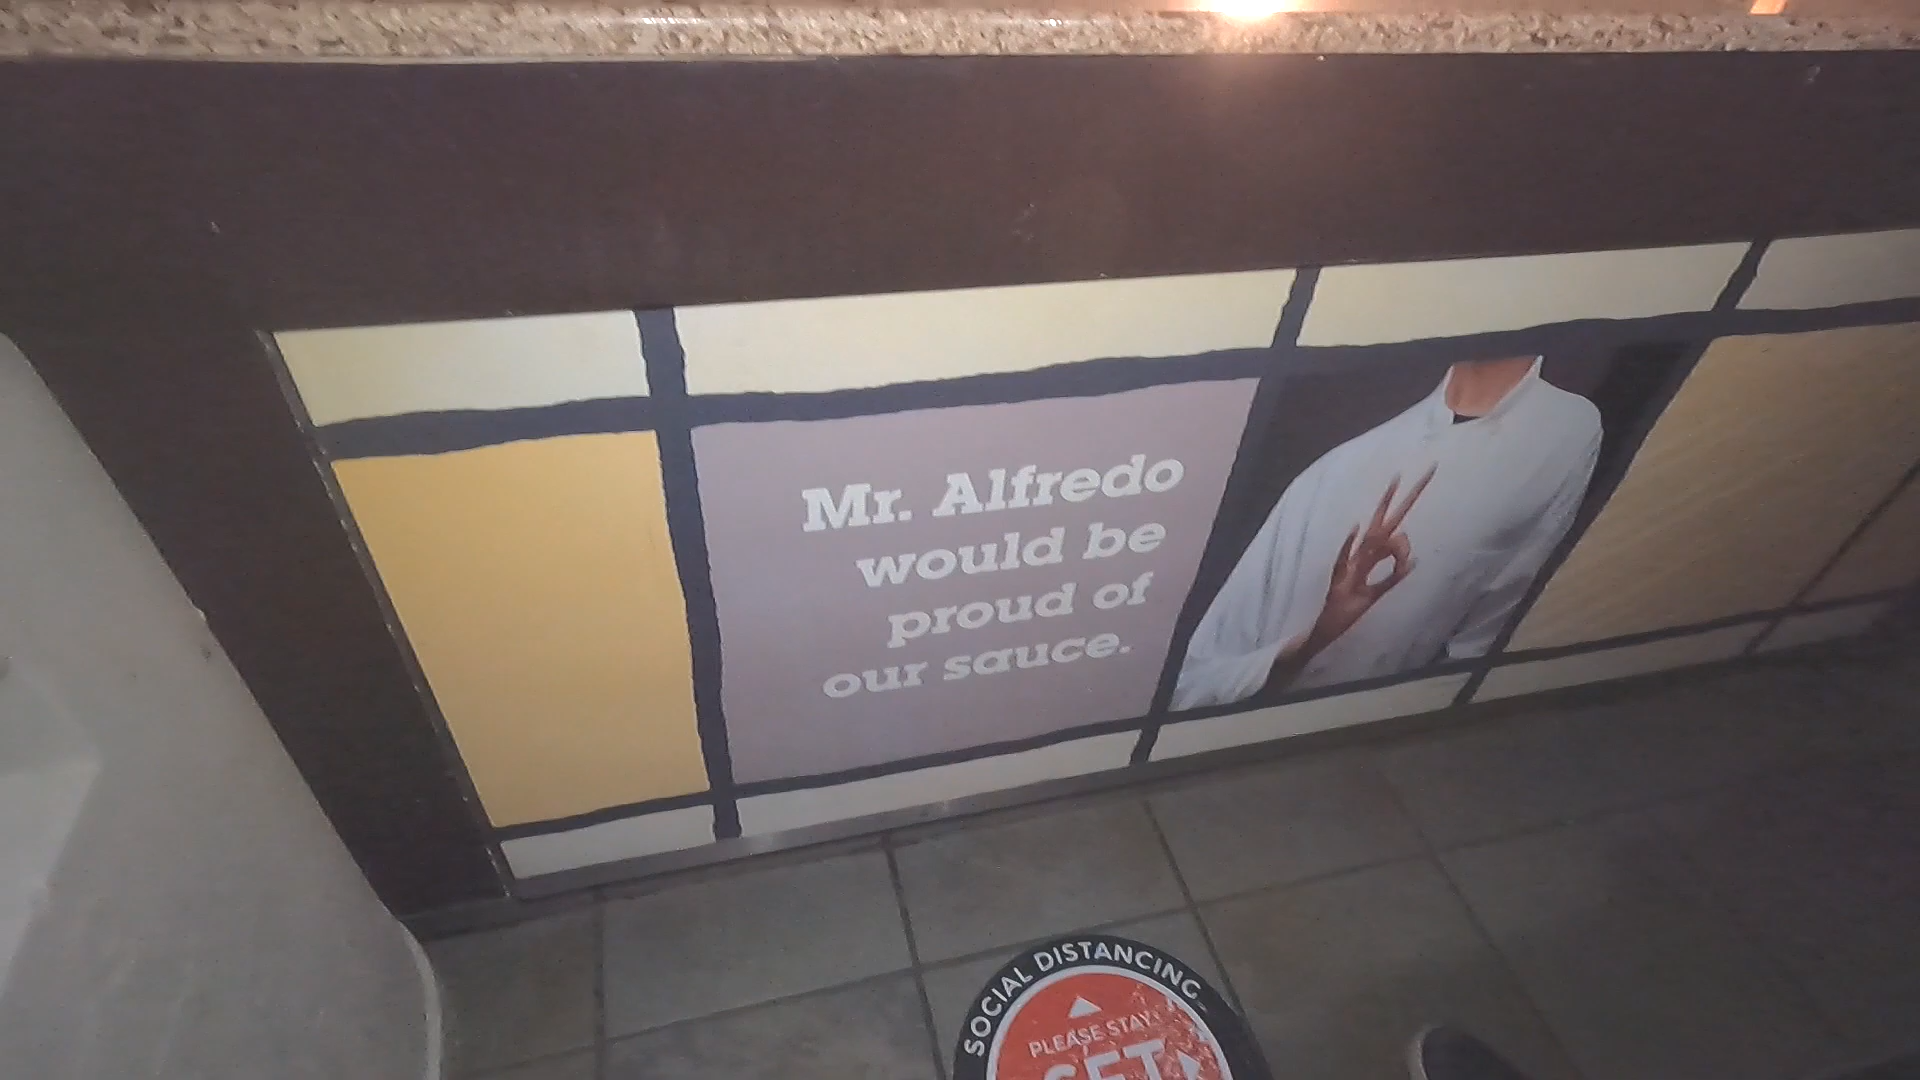 Mr. Alfredo
would be
proud of
our sauce.
SOCIAL DISTANCING
PLEASE STAY